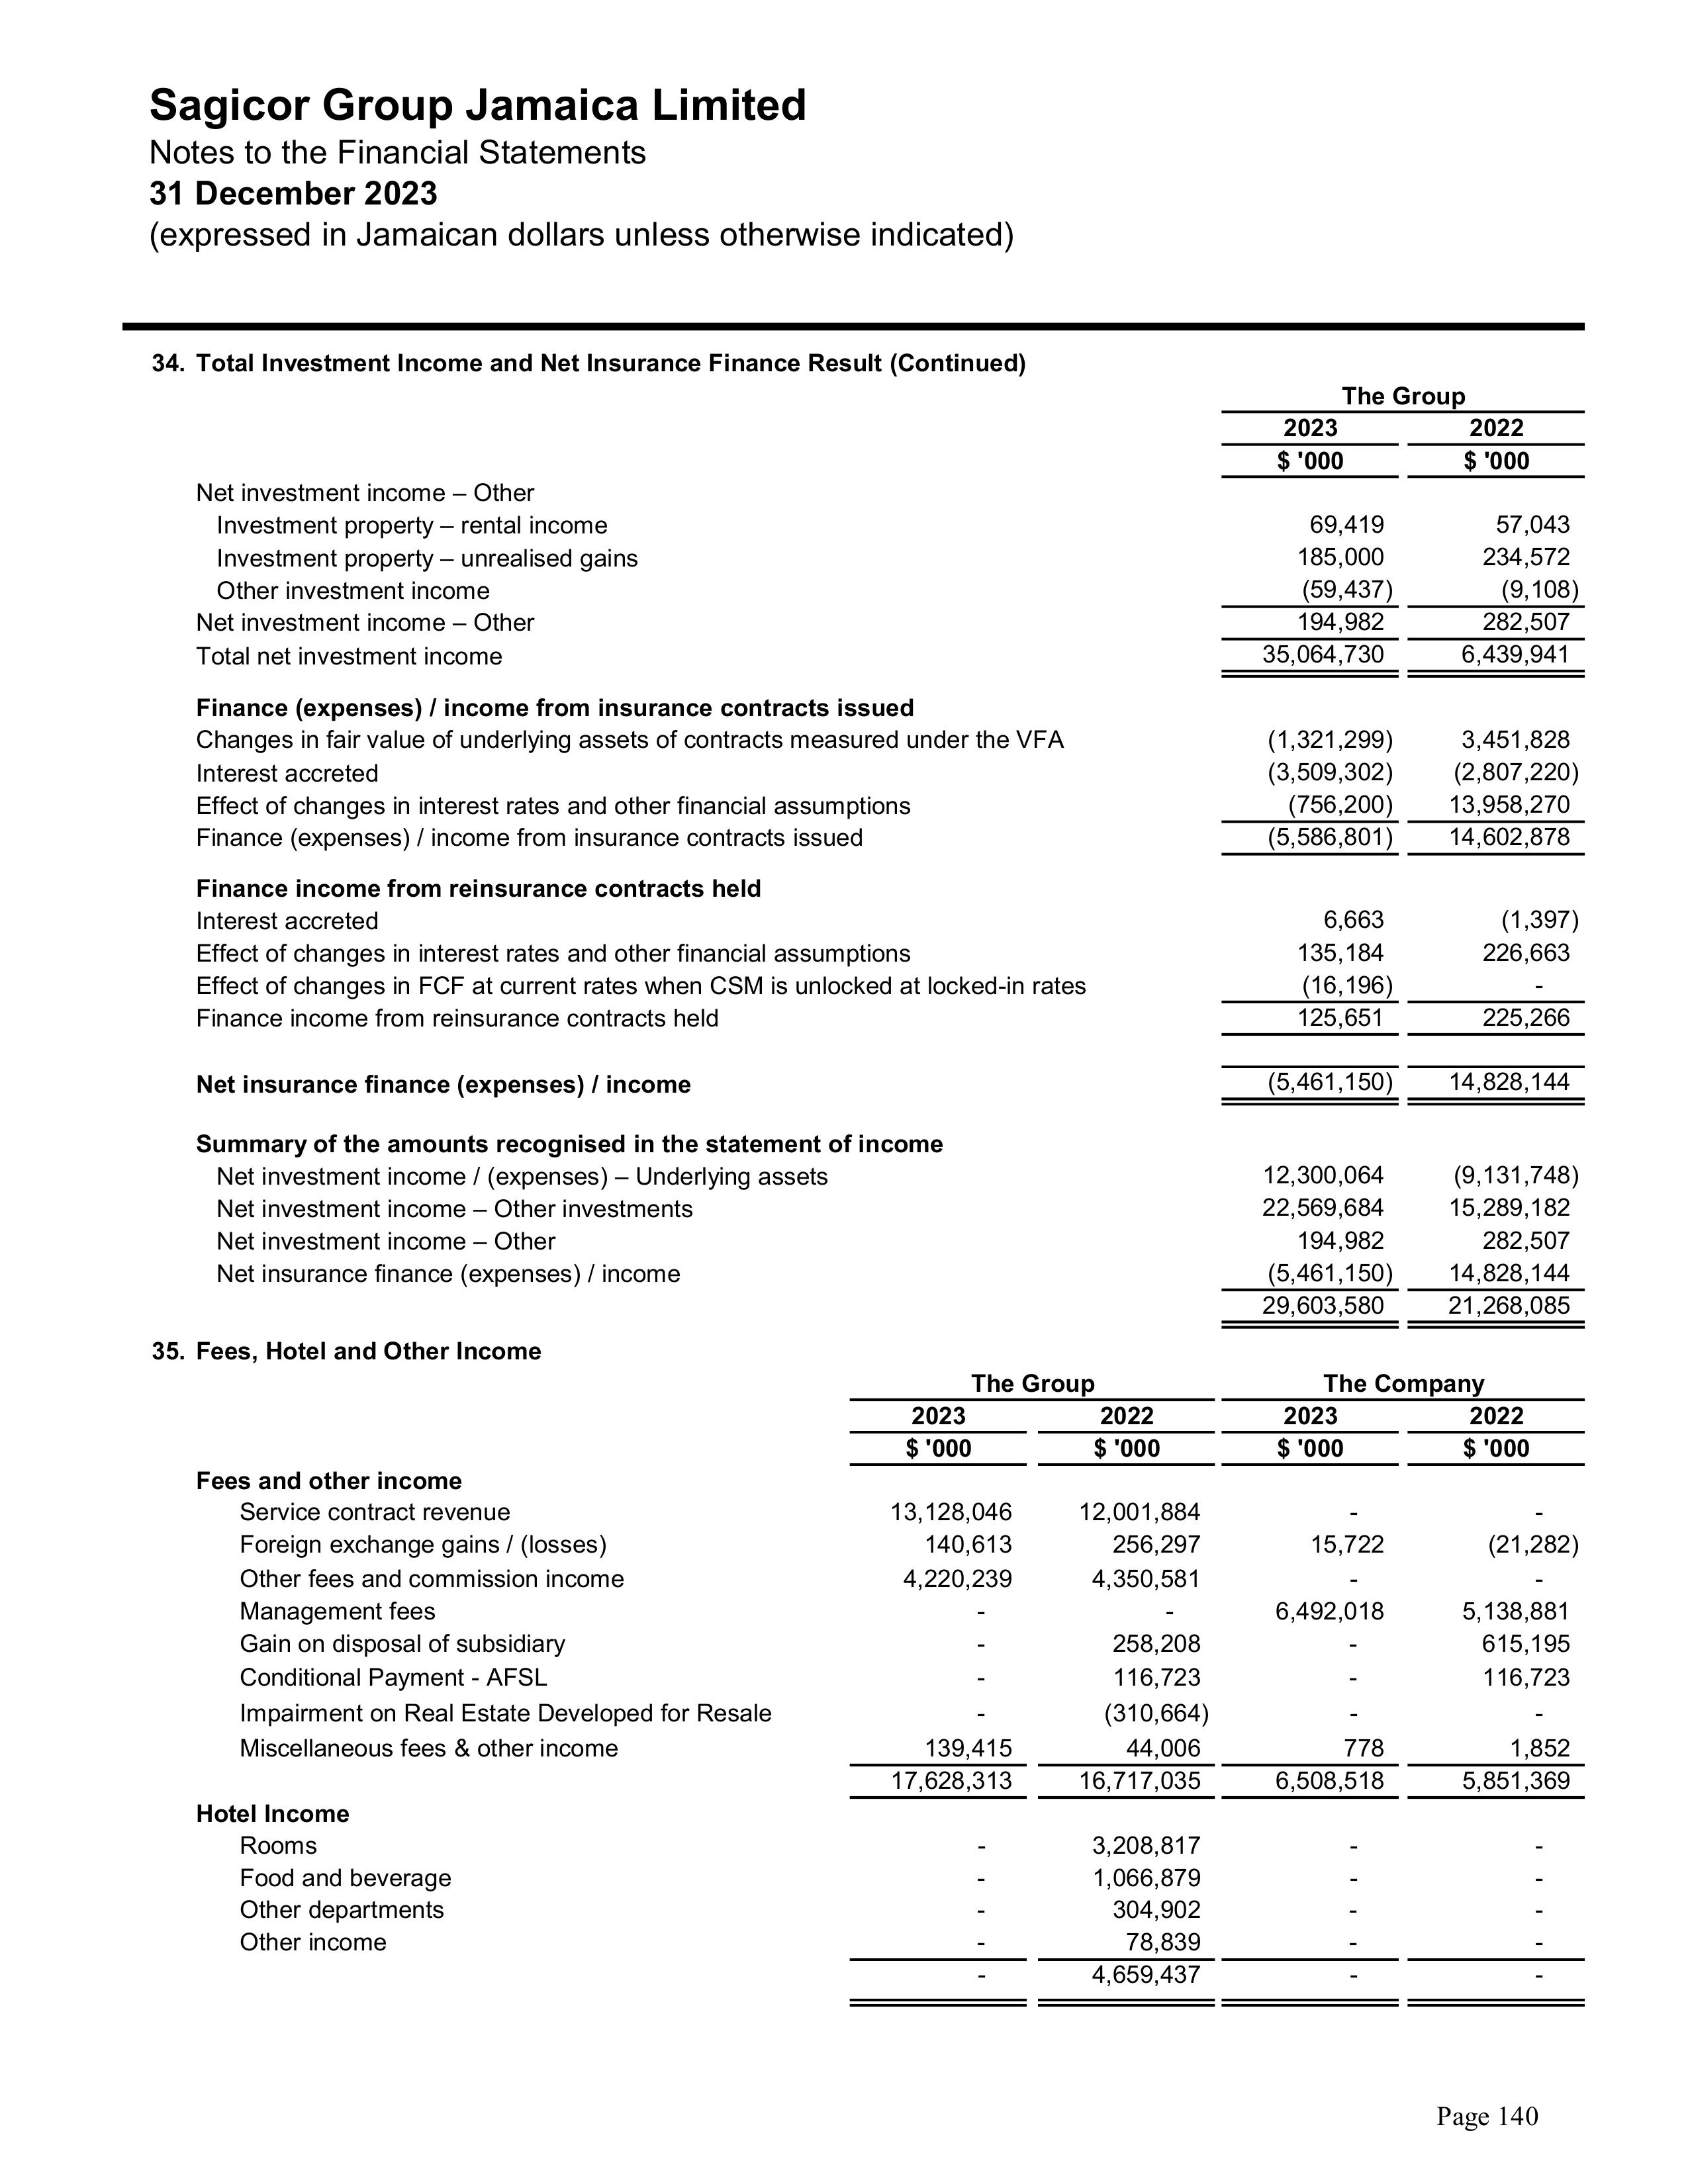 Sagicor Group Jamaica Limited
Notes to the Financial Statements
31 December 2023
(expressed in Jamaican dollars unless otherwise indicated)
34. Total Investment Income and Net Insurance Finance Result (Continued)
The Group
2023 2022
$ '000 $ '000
Net investment income – Other
Investment property – rental income 69,419 57,043
Investment property – unrealised gains 185,000 234,572
Other investment income (59,437) (9,108)
Net investment income – Other 194,982 282,507
Total net investment income 35,064,730 6,439,941
Finance (expenses) / income from insurance contracts issued
Changes in fair value of underlying assets of contracts measured under the VFA (1,321,299) 3,451,828
Interest accreted (3,509,302) (2,807,220)
Effect of changes in interest rates and other financial assumptions (756,200) 13,958,270
Finance (expenses) / income from insurance contracts issued (5,586,801) 14,602,878
Finance income from reinsurance contracts held
Interest accreted 6,663 (1,397)
Effect of changes in interest rates and other financial assumptions 135,184 226,663
Effect of changes in FCF at current rates when CSM is unlocked at locked-in rates (16,196) -
Finance income from reinsurance contracts held 125,651 225,266
Net insurance finance (expenses) / income (5,461,150) 14,828,144
Summary of the amounts recognised in the statement of income
Net investment income / (expenses) – Underlying assets 12,300,064 (9,131,748)
Net investment income – Other investments 22,569,684 15,289,182
Net investment income – Other 194,982 282,507
Net insurance finance (expenses) / income (5,461,150) 14,828,144
29,603,580 21,268,085
35. Fees, Hotel and Other Income
The Group The Company
2023 2022 2023 2022
$ '000 $ '000 $ '000 $ '000
Fees and other income
Service contract revenue 13,128,046 12,001,884 - -
Foreign exchange gains / (losses) 140,613 256,297 15,722 (21,282)
Other fees and commission income 4,220,239 4,350,581 - -
Management fees - - 6,492,018 5,138,881
Gain on disposal of subsidiary - 258,208 - 615,195
Conditional Payment - AFSL - 116,723 - 116,723
Impairment on Real Estate Developed for Resale - (310,664) - -
Miscellaneous fees & other income 139,415 44,006 778 1,852
17,628,313 16,717,035 6,508,518 5,851,369
Hotel Income
Rooms - 3,208,817 - -
Food and beverage - 1,066,879 - -
Other departments - 304,902 - -
Other income - 78,839 - -
- 4,659,437 - -
Page 140